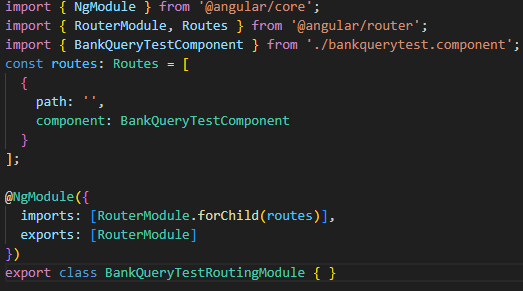 import { NgModule } from '@angular/core';
import { RouterModule, Routes } from '@angular/router';
import { BankQueryTestComponent } from './bankquerytest.component';
const routes: Routes = [
  {
    path: '',
    component: BankQueryTestComponent
  }
];

@NgModule({
  imports: [RouterModule.forChild(routes)],
  exports: [RouterModule]
})
export class BankQueryTestRoutingModule { }